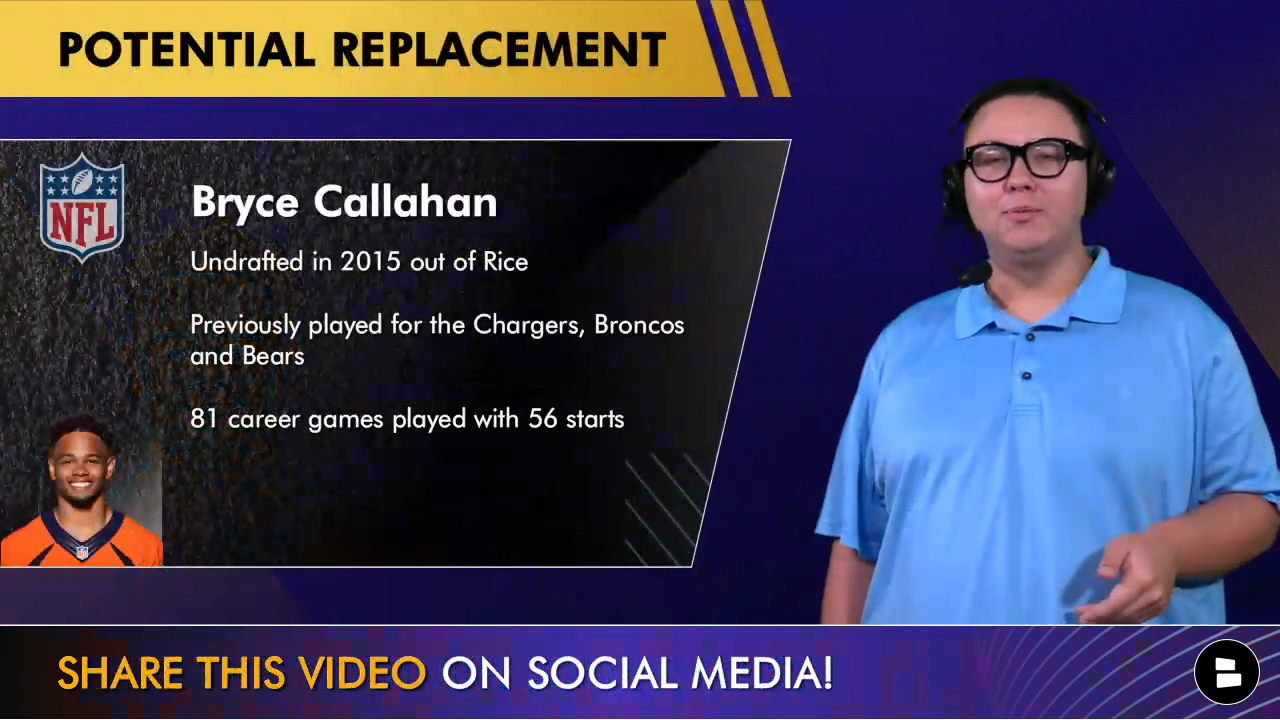 POTENTIAL REPLACEMENT
NFL
Bryce Callahan
Undrafted in 2015 out of Rice
Previously played for the Chargers, Broncos
and Bears
81 career games played with 56 starts
SHARE THIS VIDEO ON SOCIAL MEDIA!